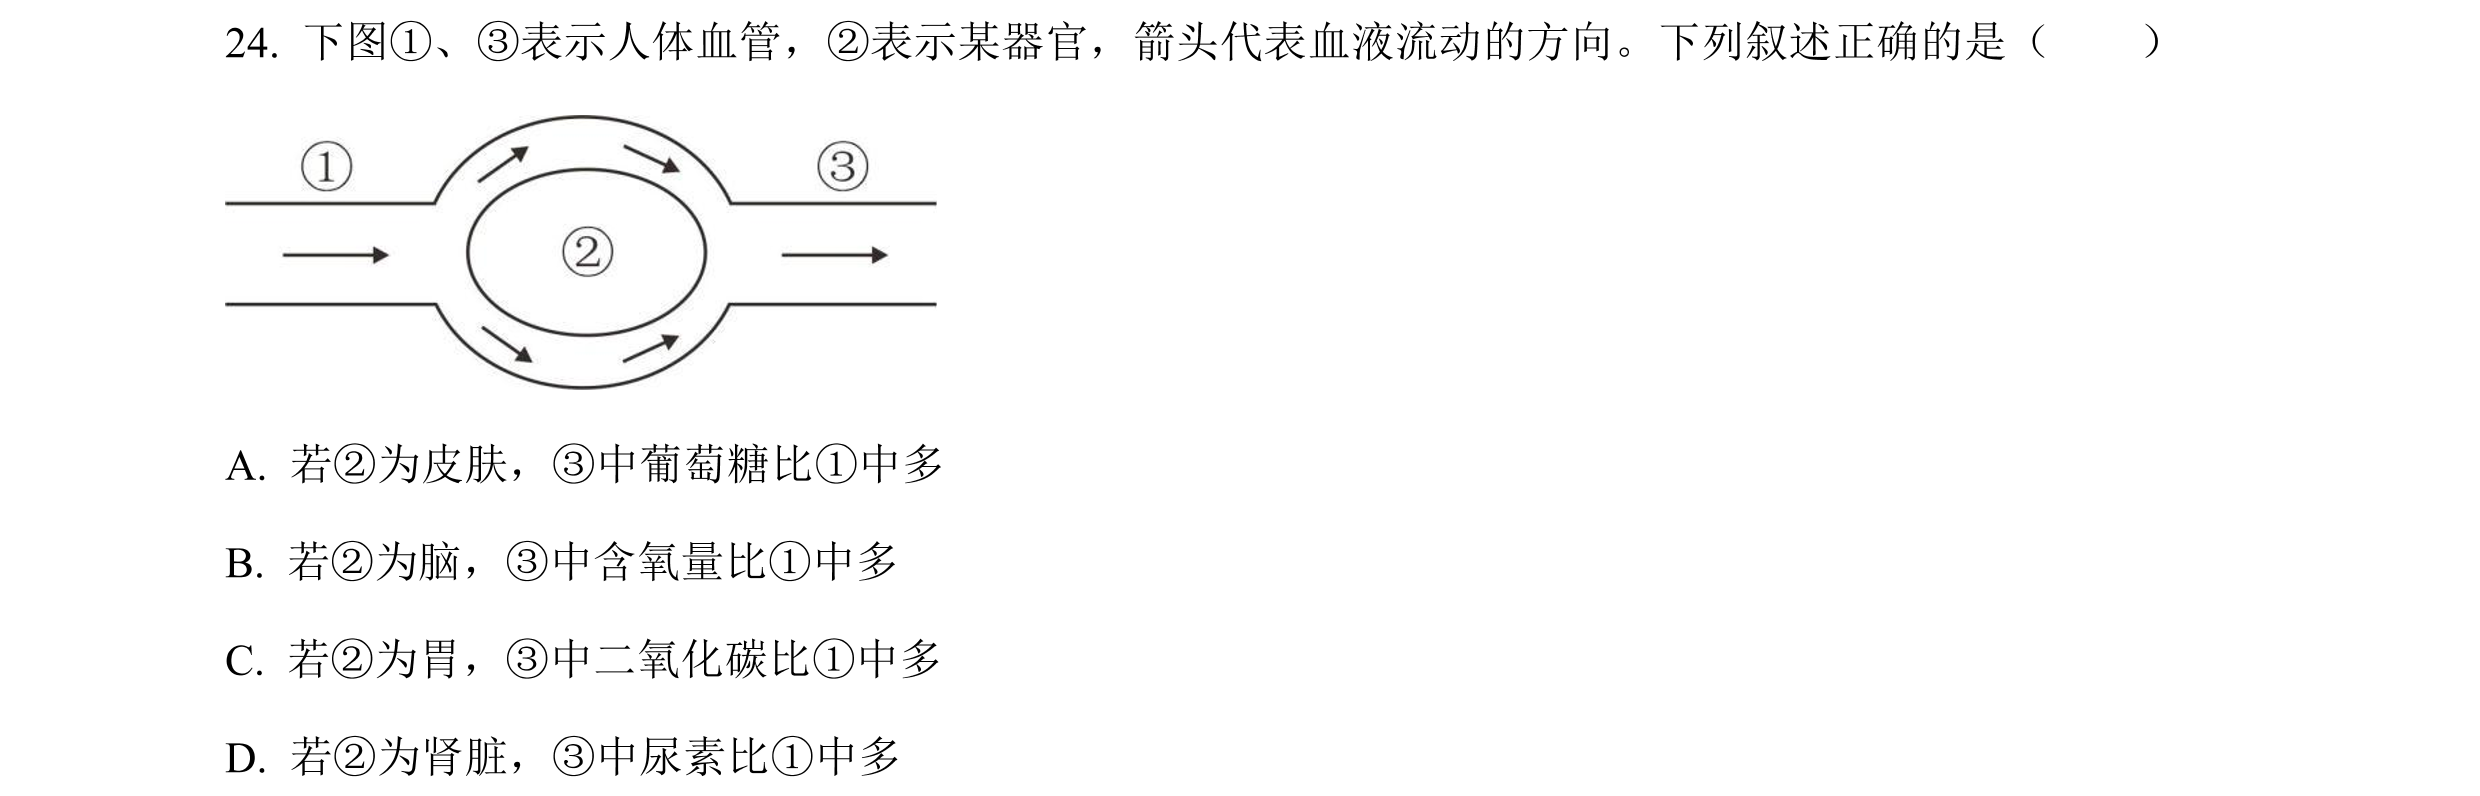 24. 下图①、③表示人体血管，②表示某器官，箭头代表血液流动的方向。下列叙述正确的是（　　）
① ③
②
A. 若②为皮肤，③中葡萄糖比①中多
B. 若②为脑，③中含氧量比①中多
C. 若②为胃，③中二氧化碳比①中多
D. 若②为肾脏，③中尿素比①中多